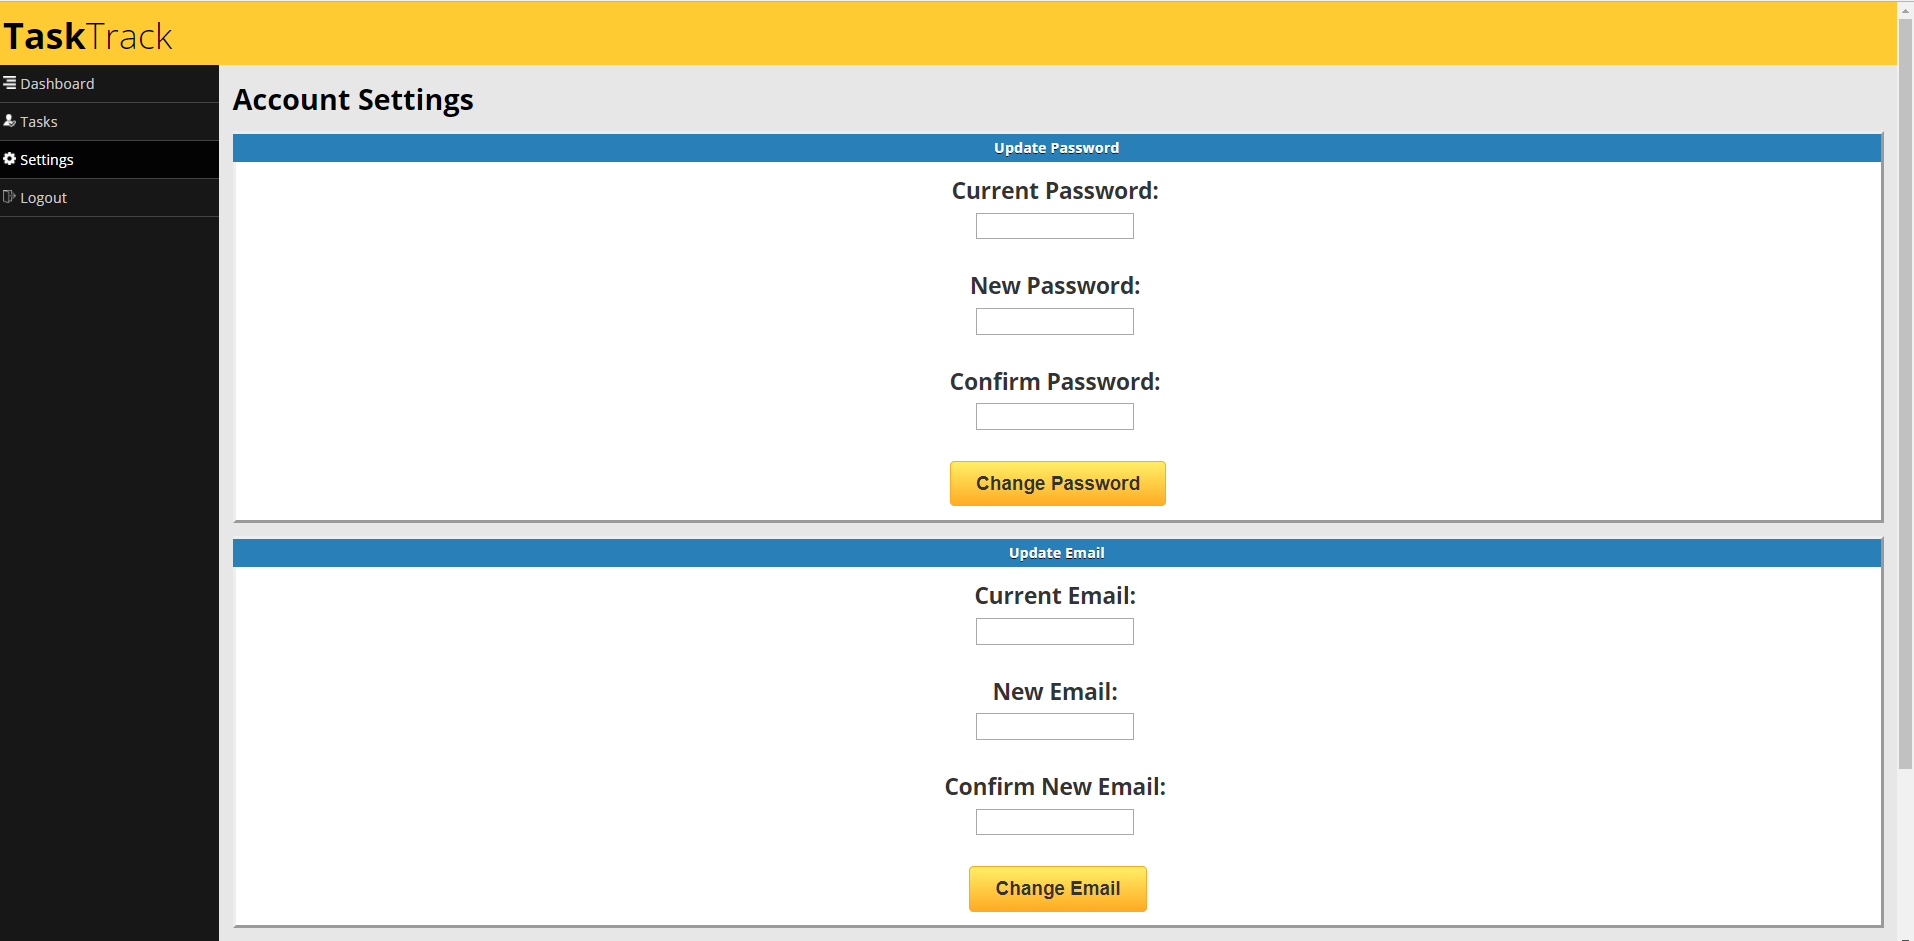 TaskTrack
Dashboard
Tasks
Settings
Logout
Account Settings
Update Password
Current Password:
New Password:
Confirm Password:
Change Password
Update Email
Current Email:
New Email:
Confirm New Email:
Change Email